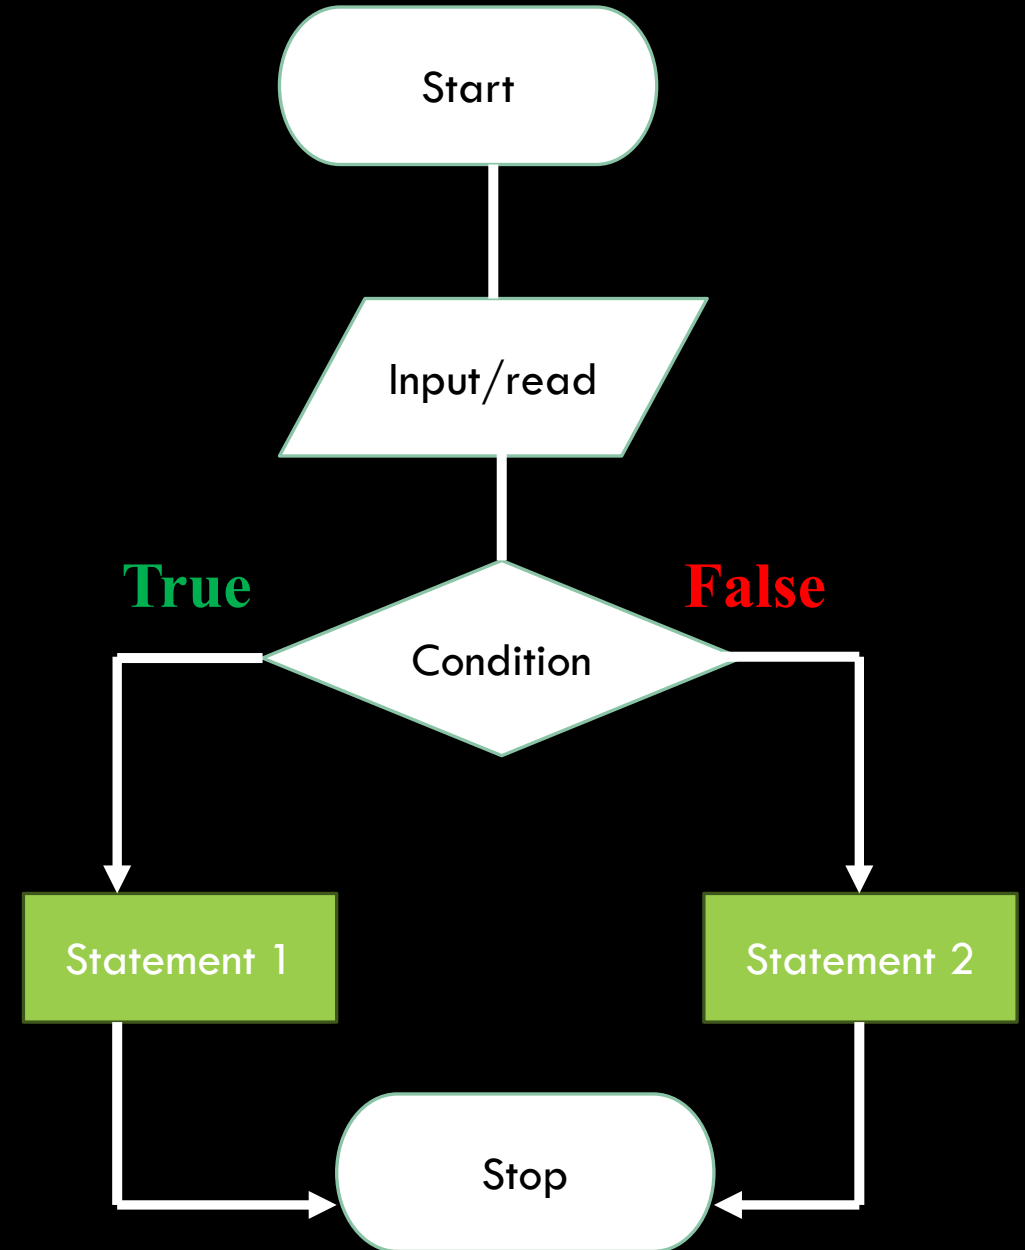 Start
Input/read
True
False
Condition
Statement 1
Statement 2
Stop